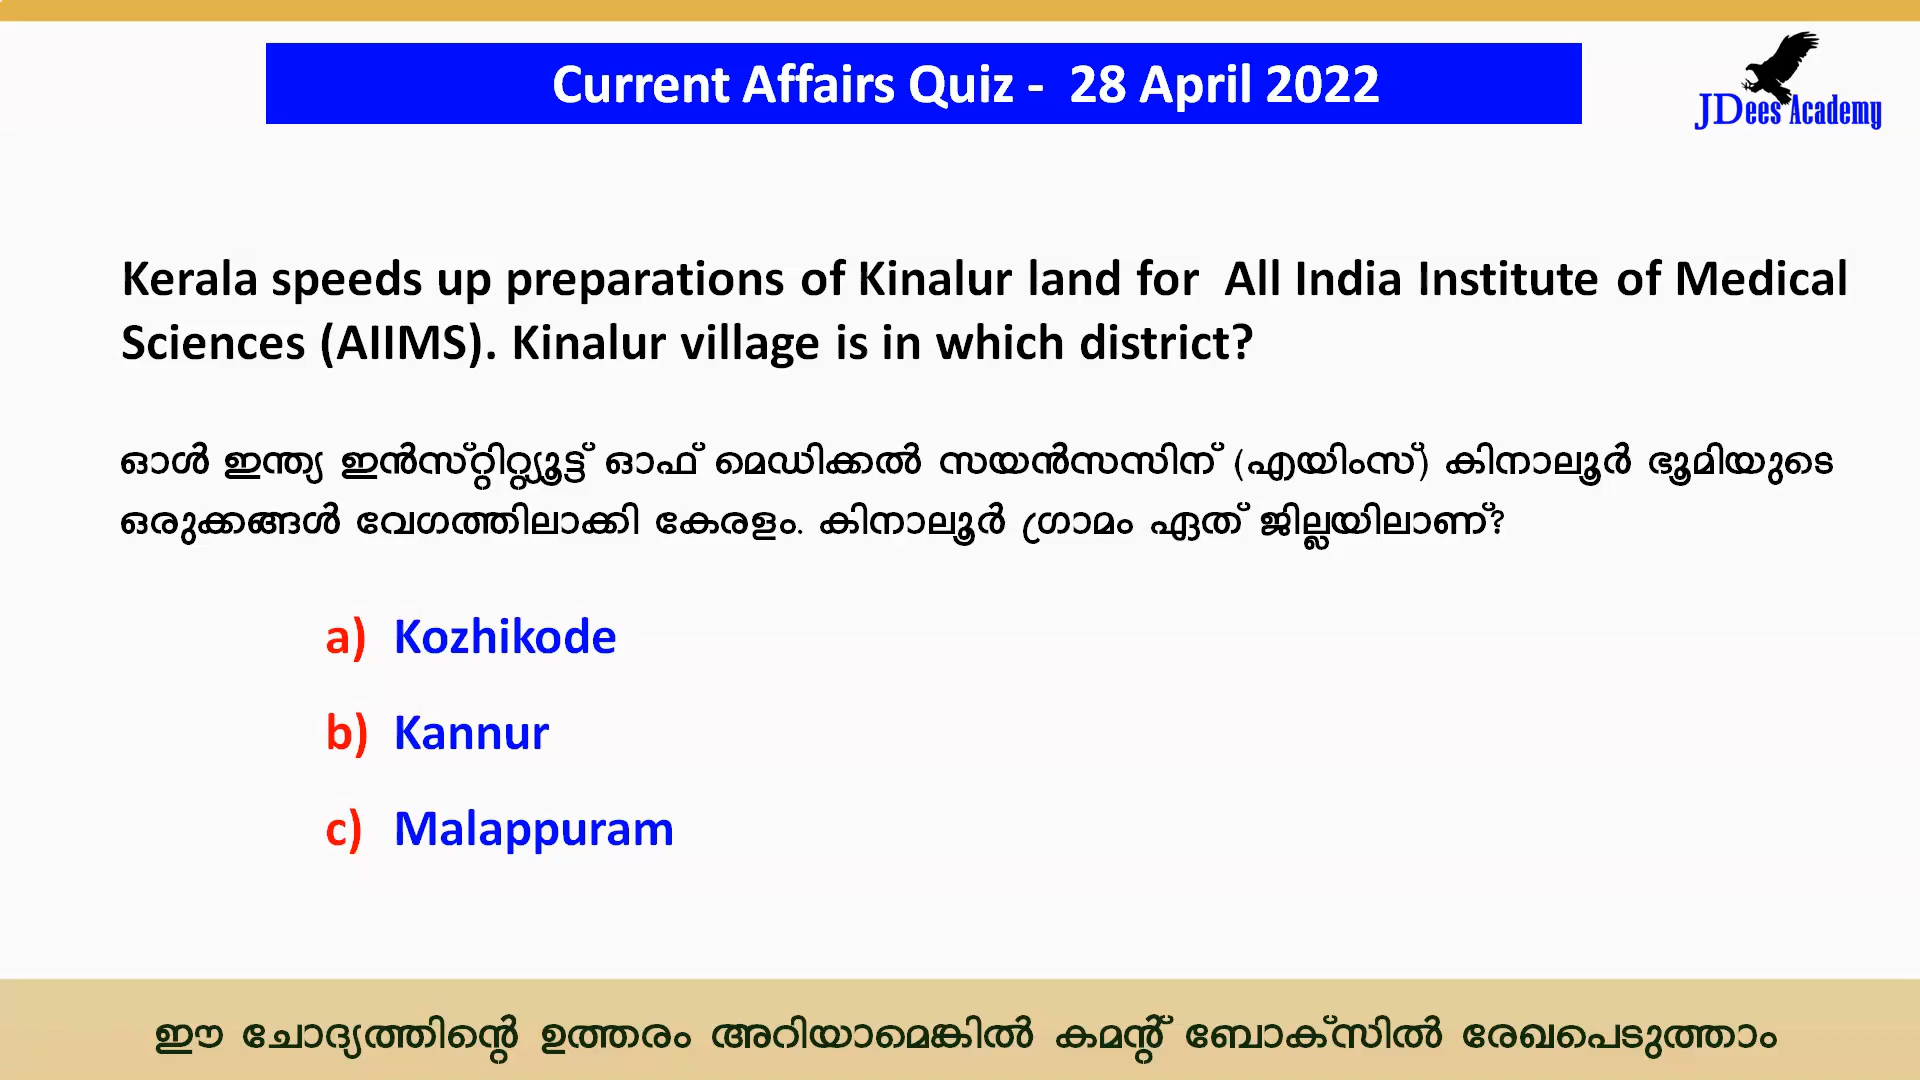 Current Affairs Quiz - 28 April 2022
JDees Academy
Kerala speeds up preparations of Kinalur land for All India Institute of Medical
Sciences (AIIMS). Kinalur village is in which district?
ഓൾ ഇന്ത്യ ഇൻസ്റ്റിറ്റ്യൂട്ട് ഓഫ് മെഡിക്കൽ സയൻസസിന് (എയിംസ്) കിനാലൂർ ഭൂമിയുടെ
ഒരുക്കങ്ങൾ വേഗത്തിലാക്കി കേരളം. കിനാലൂർ ഗ്രാമം ഏത് ജില്ലയിലാണ്?
a) Kozhikode
b) Kannur
c) Malappuram
ഈ ചോദ്യത്തിന്റെ ഉത്തരം അറിയാമെങ്കിൽ കമന്റ് ബോക്സിൽ രേഖപെടുത്താം